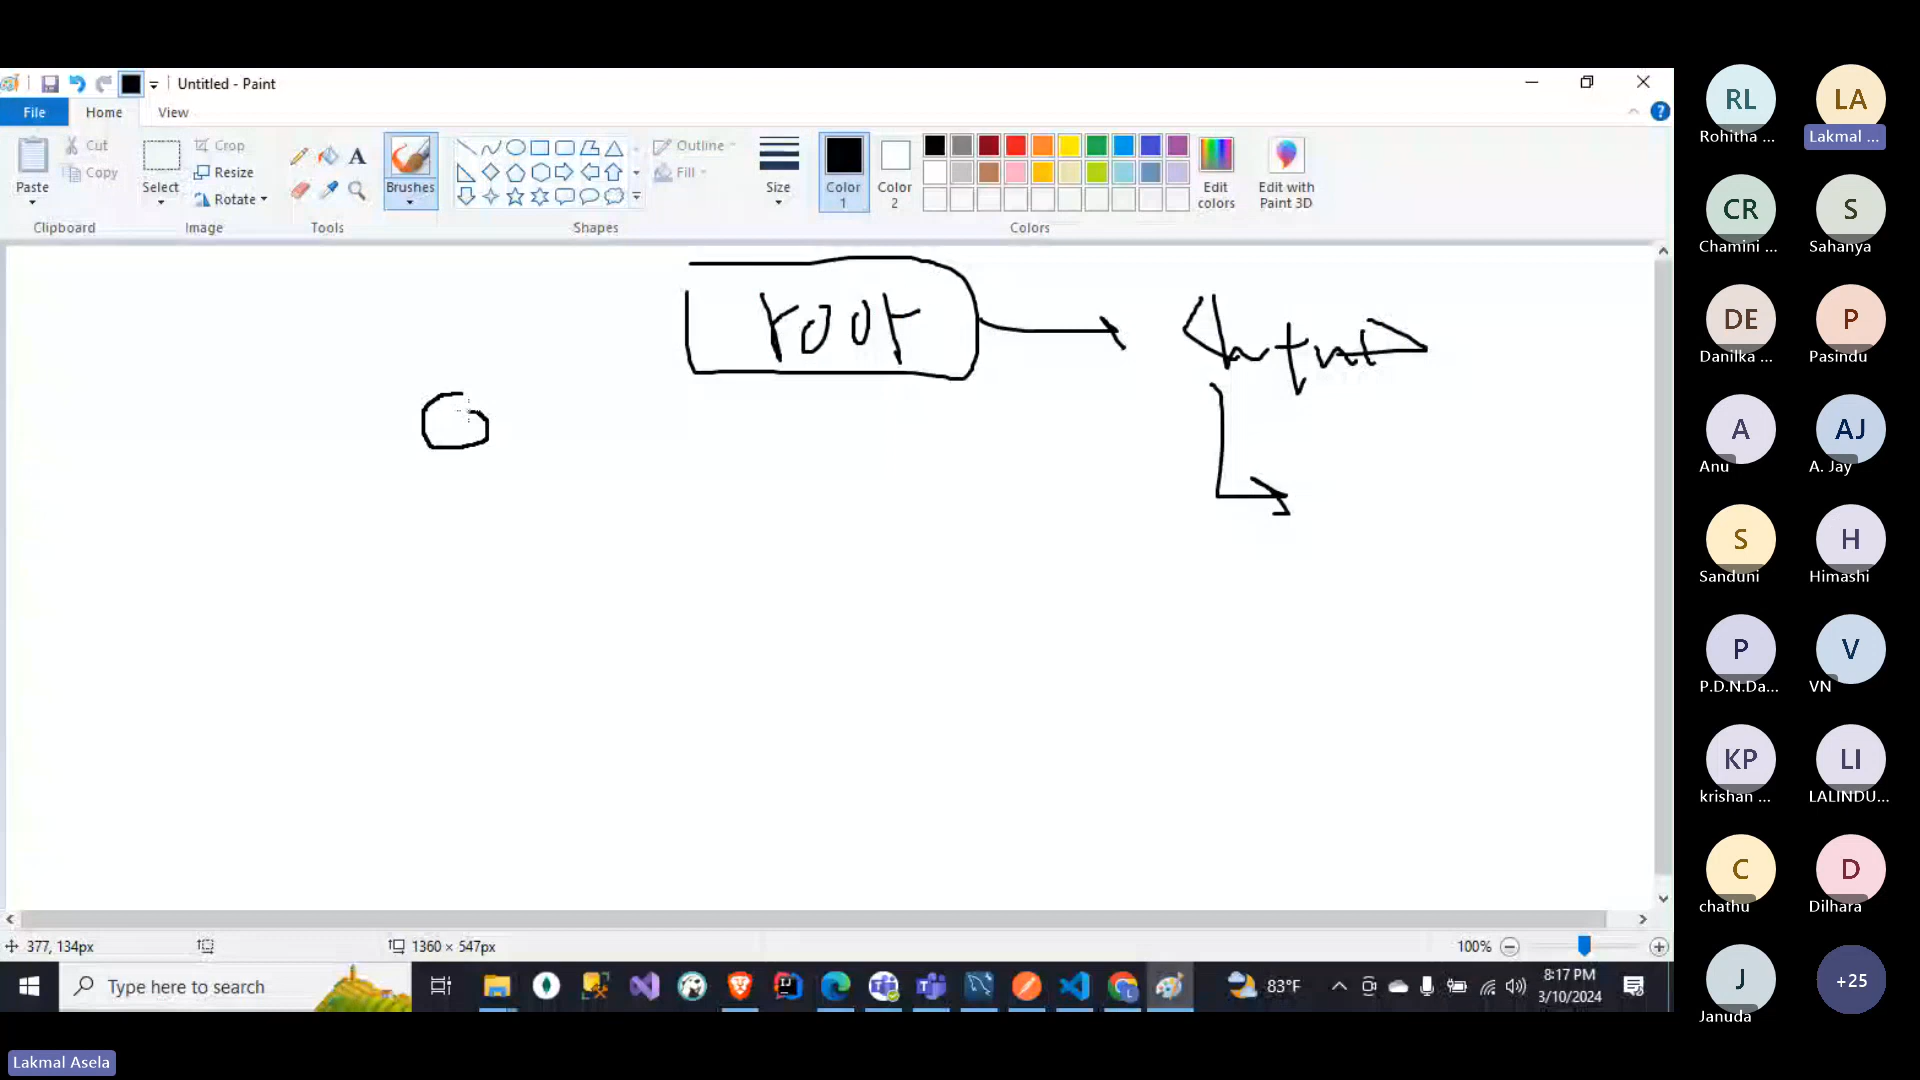 Untitled - Paint
File Home View
Paste
Cut
Copy
Clipboard
Select
Crop
Resize
Rotate
Image
Tools
Brushes
Shapes
Outline
Fill
Size
Color 1
Color 2
Edit colors
Edit with Paint 3D
Colors
root
377, 134px
1360 × 547px
100%
Type here to search
83°F
8:17 PM
3/10/2024
RL
Rohitha ...
LA
Lakmal ...
CR
Chamini ...
S
Sahanya
DE
Danilka ...
P
Pasindu
A
Anu
AJ
A. Jay
S
Sanduni
H
Himashi
P
P.D.N.Da...
V
VN
KP
krishan ...
LI
LALINDU...
C
chathu
D
Dilhara
J
Januda
+25
Lakmal Asela